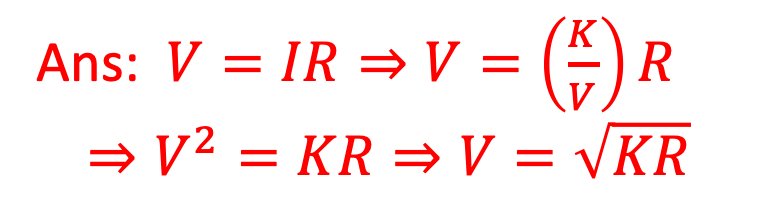 Ans: V = IR ⇒ V = (K/V) R
⇒ V² = KR ⇒ V = √KR